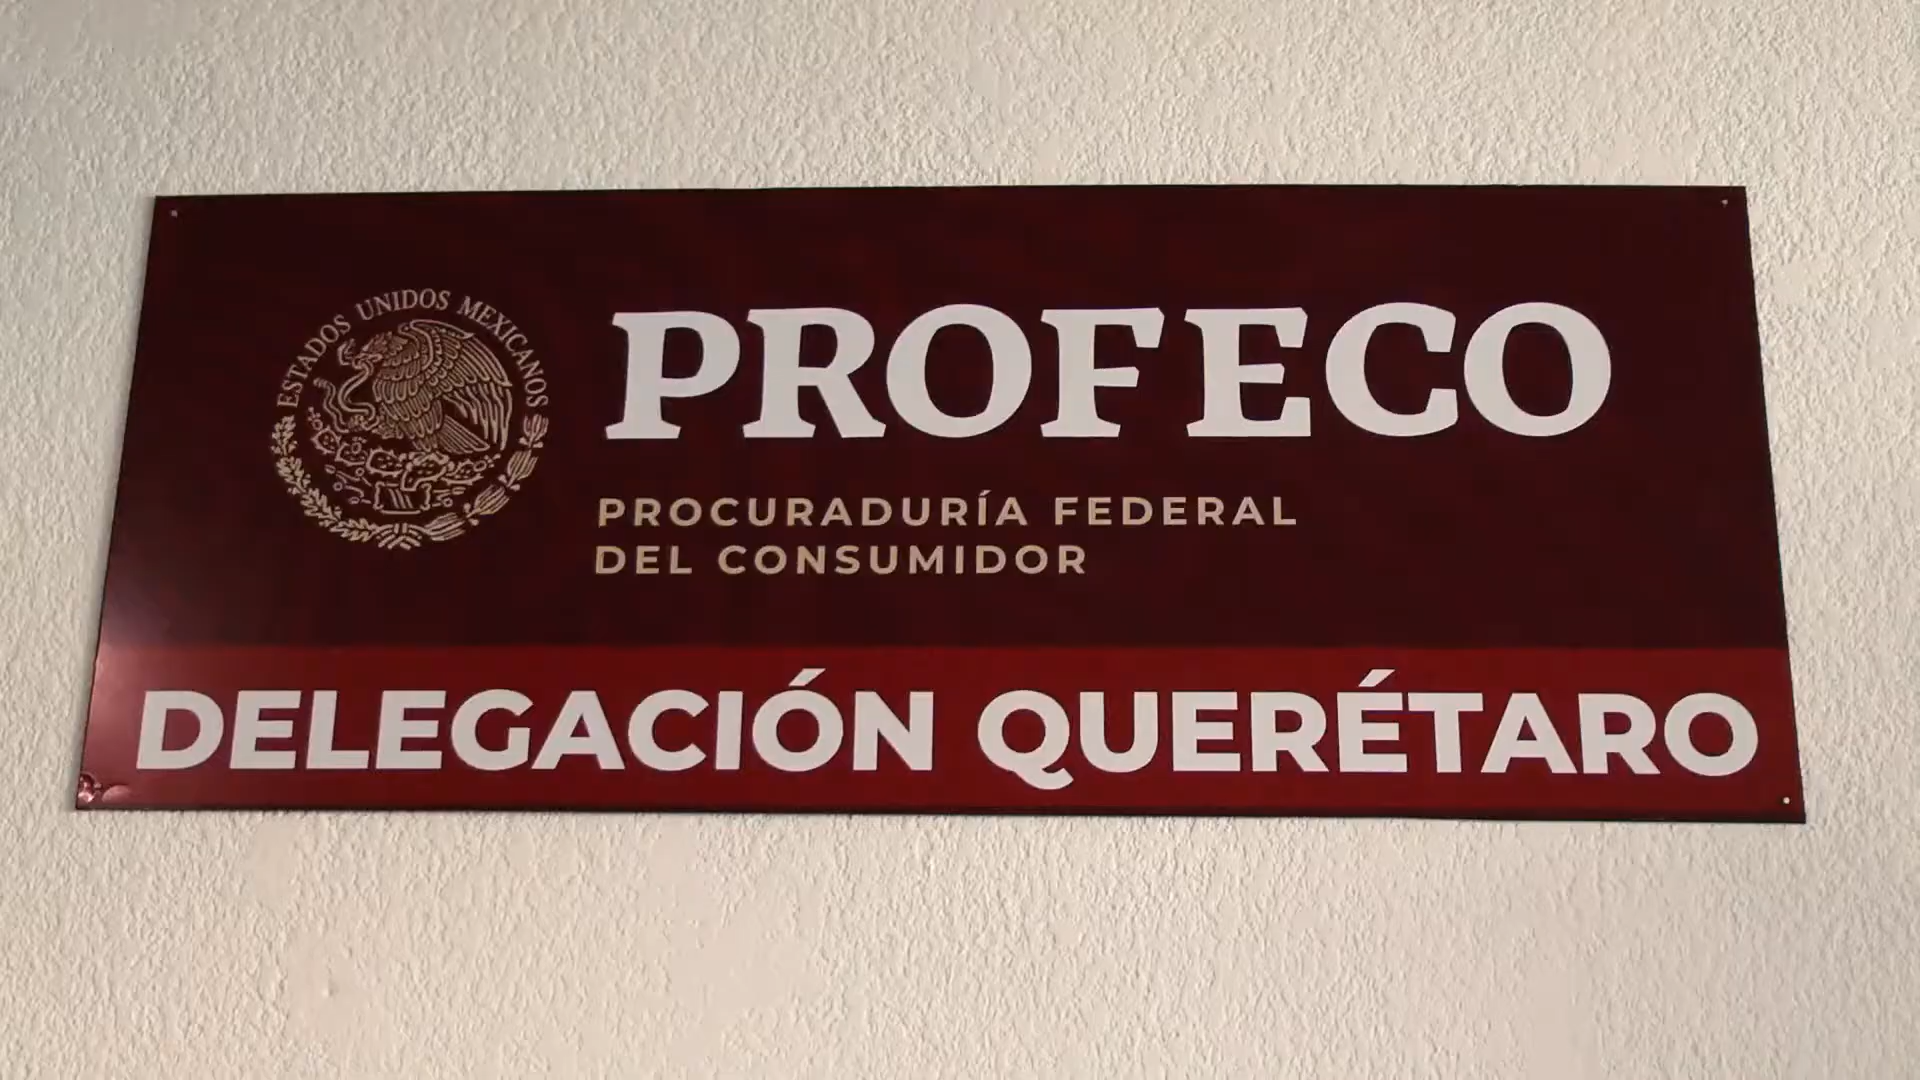 ESTADOS UNIDOS MEXICANOS
PROFECO
PROCURADURÍA FEDERAL
DEL CONSUMIDOR
DELEGACIÓN QUERÉTARO